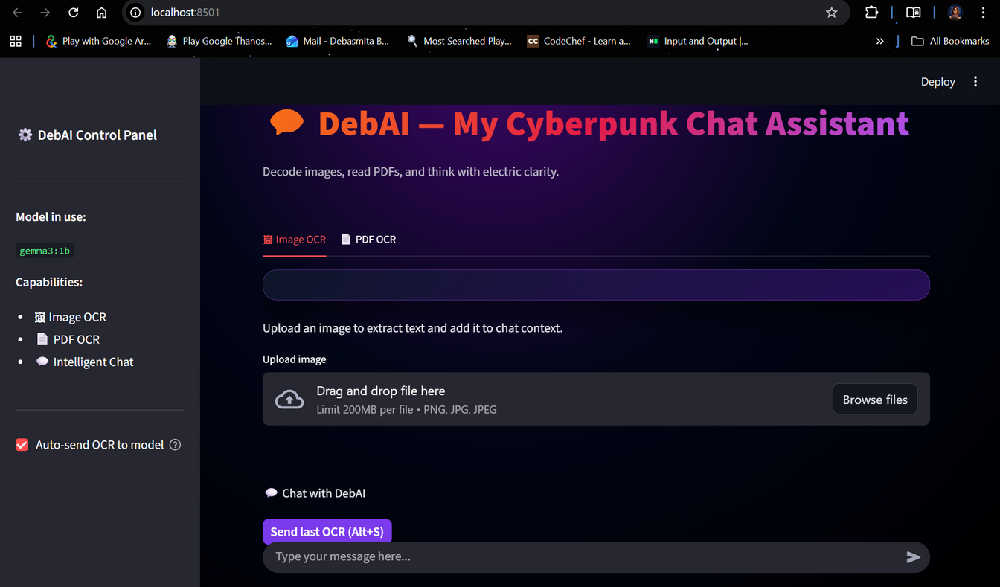 localhost:8501
Play with Google Ar...
Play Google Thanos...
Mail - Debasmita B...
Most Searched Play...
CC CodeChef - Learn a...
H Input and Output |...
All Bookmarks
Deploy
DebAI Control Panel
Model in use:
gemma3:1b
Capabilities:
Image OCR
PDF OCR
Intelligent Chat
Auto-send OCR to model
DebAI — My Cyberpunk Chat Assistant
Decode images, read PDFs, and think with electric clarity.
Image OCR
PDF OCR
Upload an image to extract text and add it to chat context.
Upload image
Drag and drop file here
Limit 200MB per file • PNG, JPG, JPEG
Browse files
Chat with DebAI
Send last OCR (Alt+S)
Type your message here...